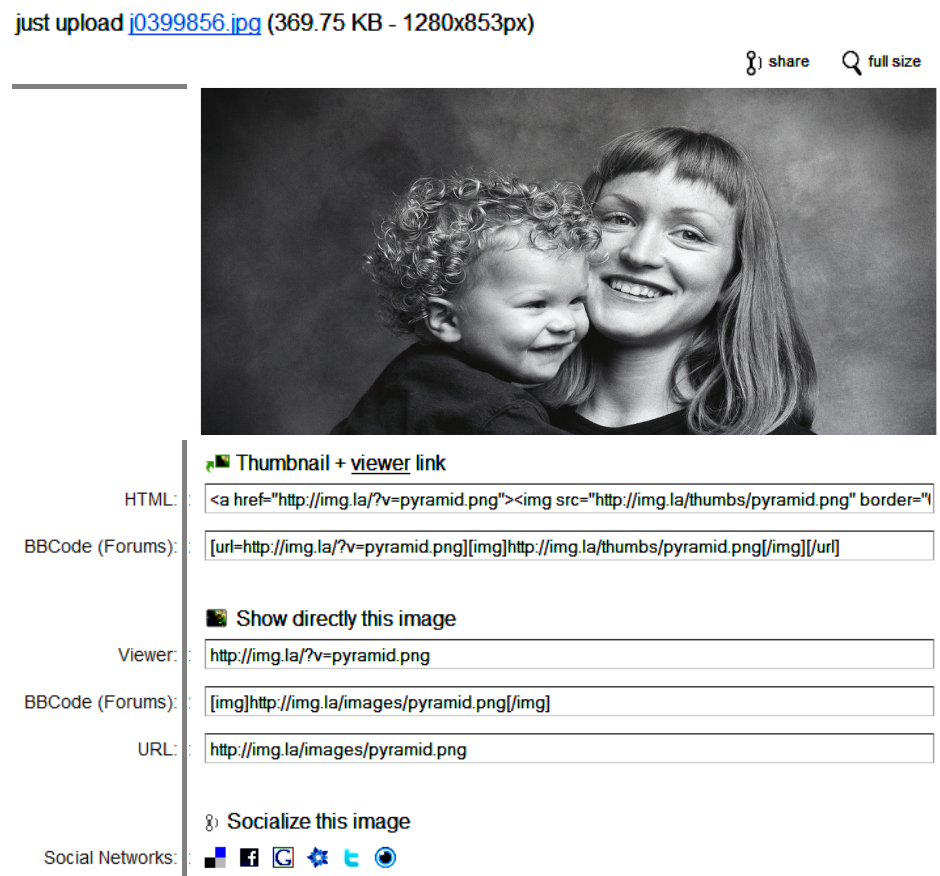 just upload j0399856.jpg (369.75 KB - 1280x853px)
share full size
Thumbnail + viewer link
HTML: : <a href="http://img.la/?v=pyramid.png"><img src="http://img.la/thumbs/pyramid.png" border="
BBCode (Forums): : [url=http://img.la/?v=pyramid.png][img]http://img.la/thumbs/pyramid.png[/img][/url]
Show directly this image
Viewer: : http://img.la/?v=pyramid.png
BBCode (Forums): : [img]http://img.la/images/pyramid.png[/img]
URL: : http://img.la/images/pyramid.png
Socialize this image
Social Networks: :